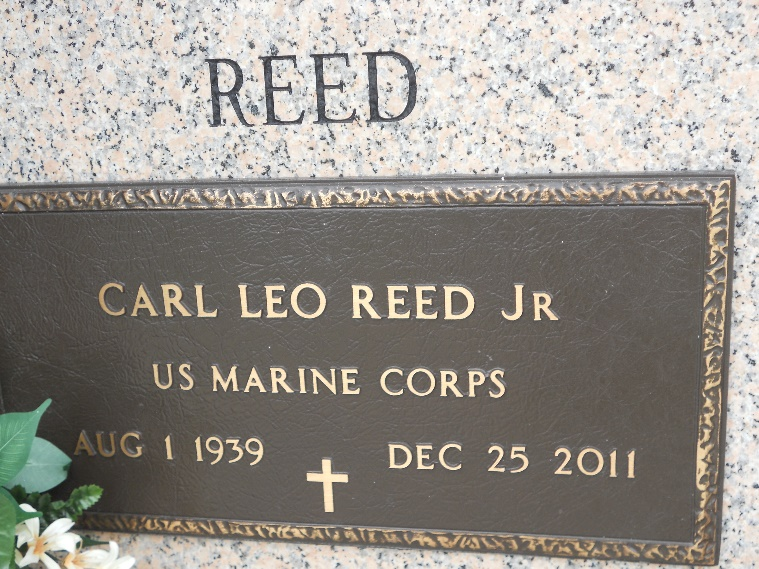 REED
CARL LEO REED JR
US MARINE CORPS
AUG 1 1939 DEC 25 2011